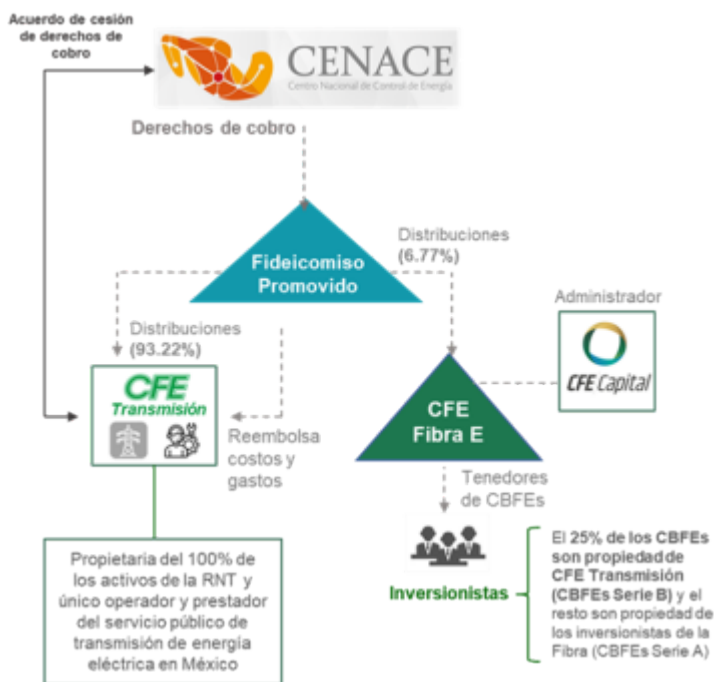 Acuerdo de cesión
de derechos de
cobro
CENACE
Centro Nacional de Control de Energía
Derechos de cobro
Fideicomiso
Promovido
Distribuciones
(6.77%)
Distribuciones
(93.22%)
Administrador
CFE Capital
CFE
Transmisión
Reembolsa
costos y
gastos
CFE
Fibra E
Tenedores
de CBFEs
Inversionistas
Propietaria del 100% de
los activos de la RNT y
único operador y prestador
del servicio público de
transmisión de energía
eléctrica en México
El 25% de los CBFEs
son propiedad de
CFE Transmisión
(CBFEs Serie B) y el
resto son propiedad de
los inversionistas de la
Fibra (CBFEs Serie A)